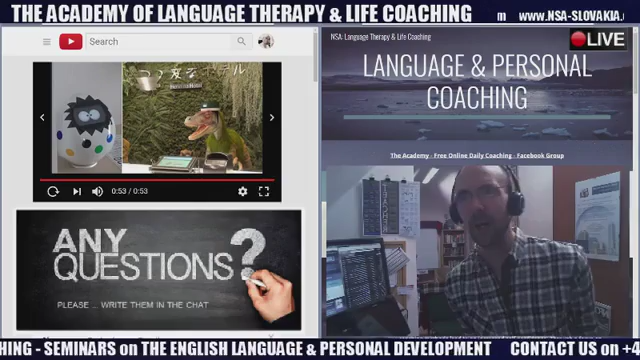 THE ACADEMY OF LANGUAGE THERAPY & LIFE COACHING
m www.NSA-SLOVAKIA.
Search
0:53 / 0:53
ANY
QUESTIONS?
PLEASE ... WRITE THEM IN THE CHAT
NSA: Language Therapy & Life Coaching
LIVE
LANGUAGE & PERSONAL
COACHING
The Academy - Free Online Daily Coaching - Facebook Group
HING - SEMINARS on THE ENGLISH LANGUAGE & PERSONAL DEVELOPMENT CONTACT US on +4